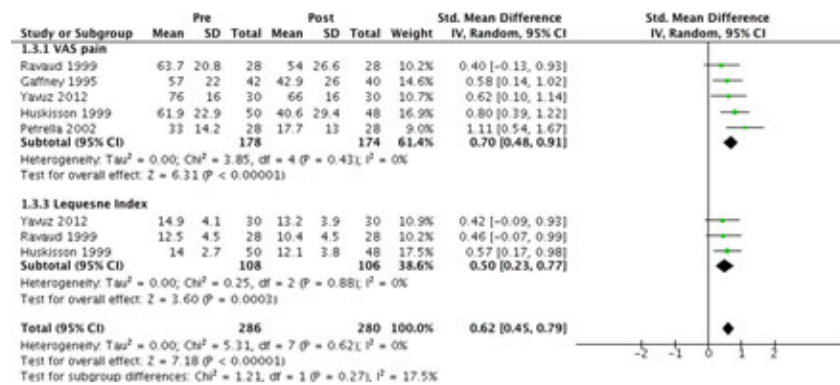 Pre Post Std. Mean Difference Std. Mean Difference
Study or Subgroup Mean SD Total Mean SD Total Weight IV, Random, 95% CI IV, Random, 95% CI
1.3.1 VAS pain
Ravaud 1999 63.7 20.8 28 54 26.6 28 10.2% 0.40 [-0.13, 0.93]
Gaffney 1995 57 22 42 42.9 26 40 14.6% 0.58 [0.14, 1.02]
Yavuz 2012 76 16 30 66 16 30 10.7% 0.62 [0.10, 1.14]
Huskisson 1999 61.9 22.9 50 40.6 29.4 48 16.9% 0.80 [0.39, 1.22]
Petrella 2002 33 14.2 28 17.7 13 28 9.0% 1.11 [0.54, 1.67]
Subtotal (95% CI) 178 174 61.4% 0.70 [0.48, 0.91]
Heterogeneity: Tau² = 0.00; Chi² = 3.85, df = 4 (P = 0.43); I² = 0%
Test for overall effect: Z = 6.31 (P < 0.00001)
1.3.3 Lequesne Index
Yavuz 2012 14.9 4.1 30 13.2 3.9 30 10.9% 0.42 [-0.09, 0.93]
Ravaud 1999 12.5 4.5 28 10.4 4.5 28 10.2% 0.46 [-0.07, 0.99]
Huskisson 1999 14 2.7 50 12.1 3.8 48 17.5% 0.57 [0.17, 0.98]
Subtotal (95% CI) 108 106 38.6% 0.50 [0.23, 0.77]
Heterogeneity: Tau² = 0.00; Chi² = 0.25, df = 2 (P = 0.88); I² = 0%
Test for overall effect: Z = 3.60 (P = 0.0003)
Total (95% CI) 286 280 100.0% 0.62 [0.45, 0.79]
Heterogeneity: Tau² = 0.00; Chi² = 5.31, df = 7 (P = 0.62); I² = 0%
Test for overall effect: Z = 7.18 (P < 0.00001)
Test for subgroup differences: Chi² = 1.21, df = 1 (P = 0.27), I² = 17.5%
-2 -1 0 1 2